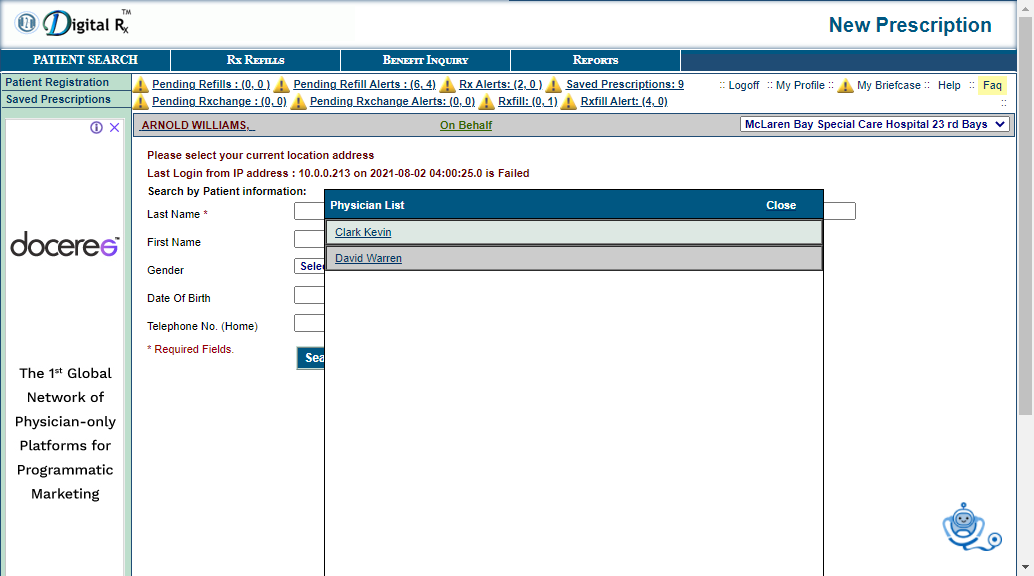 Digital Rx ™
New Prescription
PATIENT SEARCH
RX REFILLS
BENEFIT INQUIRY
REPORTS
Patient Registration
Saved Prescriptions
Pending Refills : (0, 0 ) Pending Refill Alerts : (6, 4) Rx Alerts: (2, 0 ) Saved Prescriptions: 9
:: Logoff :: My Profile :: My Briefcase :: Help :: Faq
Pending Rxchange : (0, 0) Pending Rxchange Alerts: (0, 0) Rxfill: (0, 1) Rxfill Alert: (4, 0)
::
ARNOLD WILLIAMS,
On Behalf
McLaren Bay Special Care Hospital 23 rd Bays
Please select your current location address
Last Login from IP address : 10.0.0.213 on 2021-08-02 04:00:25.0 is Failed
Search by Patient information:
Last Name *
First Name
Gender
Selec
Date Of Birth
Telephone No. (Home)
* Required Fields.
Sea
Physician List
Close
Clark Kevin
David Warren
doceree™
The 1st Global
Network of
Physician-only
Platforms for
Programmatic
Marketing